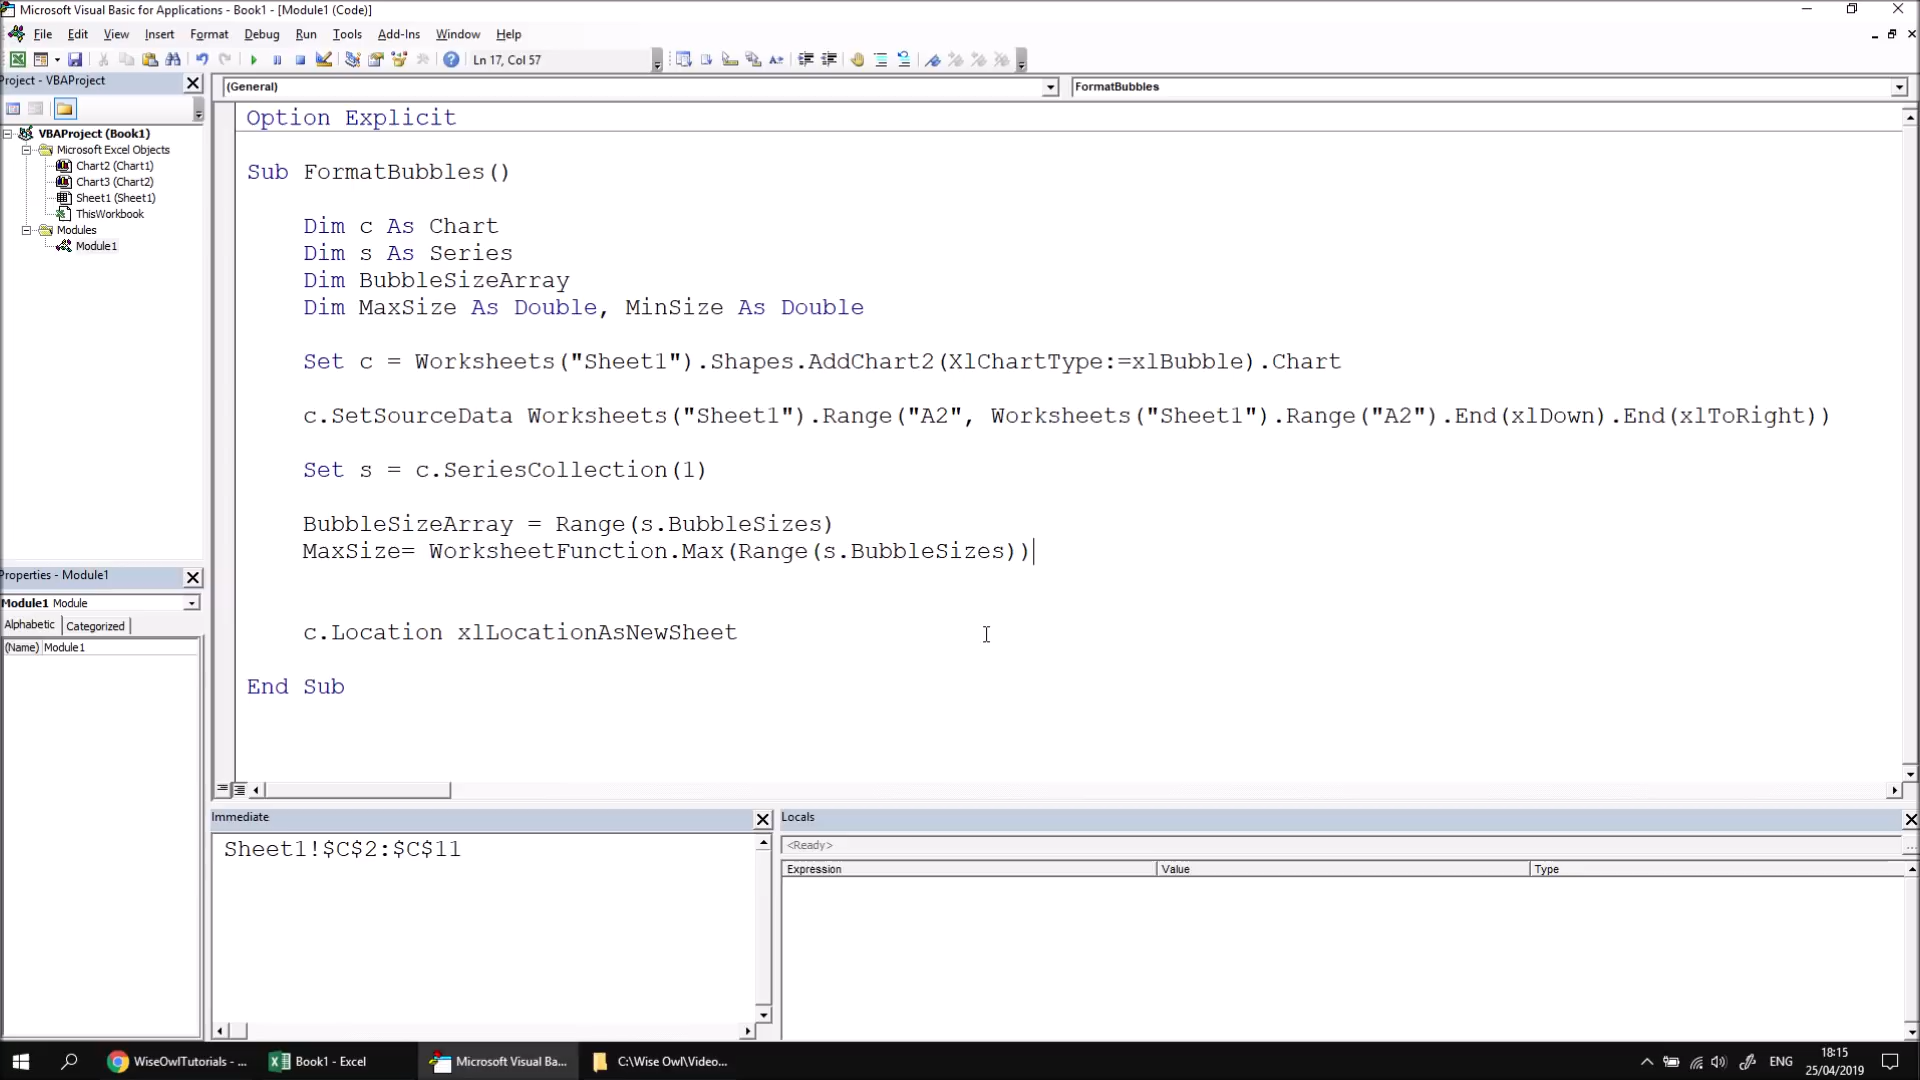 Microsoft Visual Basic for Applications - Book1 - [Module1 (Code)]
File Edit View Insert Format Debug Run Tools Add-Ins Window Help
Ln 17, Col 57
Project - VBAProject
(General)
FormatBubbles
VBAProject (Book1)
Microsoft Excel Objects
Chart2 (Chart1)
Chart3 (Chart2)
Sheet1 (Sheet1)
ThisWorkbook
Modules
Module1
Option Explicit
Sub FormatBubbles()
Dim c As Chart
Dim s As Series
Dim BubbleSizeArray
Dim MaxSize As Double, MinSize As Double
Set c = Worksheets("Sheet1").Shapes.AddChart2(XlChartType:=xlBubble).Chart
c.SetSourceData Worksheets("Sheet1").Range("A2", Worksheets("Sheet1").Range("A2").End(xlDown).End(xlToRight))
Set s = c.SeriesCollection(1)
BubbleSizeArray = Range(s.BubbleSizes)
MaxSize= WorksheetFunction.Max(Range(s.BubbleSizes))
c.Location xlLocationAsNewSheet
End Sub
Properties - Module1
Module1 Module
Alphabetic Categorized
(Name) Module1
Immediate
Sheet1!$C$2:$C$11
Locals
<Ready>
Expression Value Type
WiseOwlTutorials - ...
Book1 - Excel
Microsoft Visual Ba...
C:\Wise Owl\Video...
ENG
18:15
25/04/2019